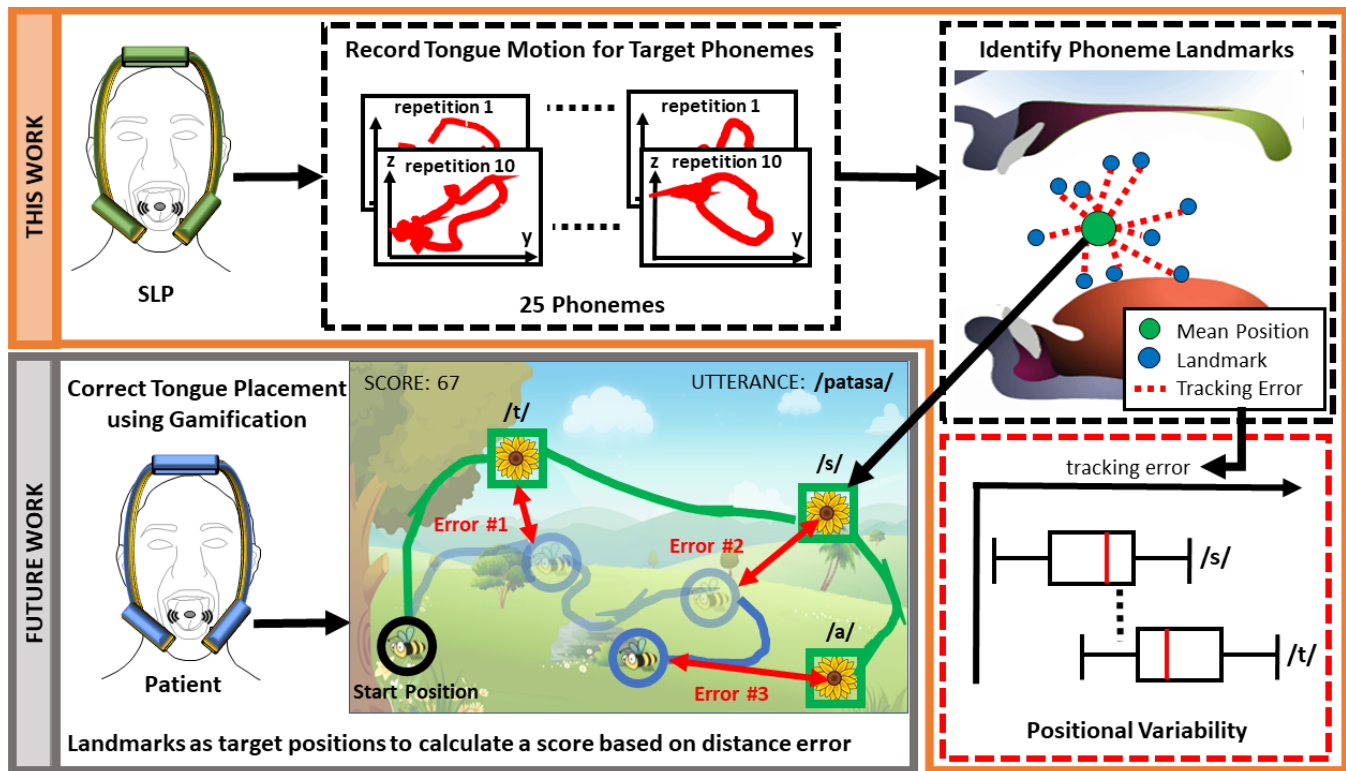 THIS WORK
SLP
Record Tongue Motion for Target Phonemes
repetition 1
z
repetition 10
y
repetition 1
z
repetition 10
y
25 Phonemes
Identify Phoneme Landmarks
Mean Position
Landmark
Tracking Error
tracking error
/s/
/t/
Positional Variability
FUTURE WORK
Correct Tongue Placement
using Gamification
Patient
SCORE: 67
UTTERANCE: /patasa/
/t/
/s/
Error #1
Error #2
/a/
Start Position
Error #3
Landmarks as target positions to calculate a score based on distance error